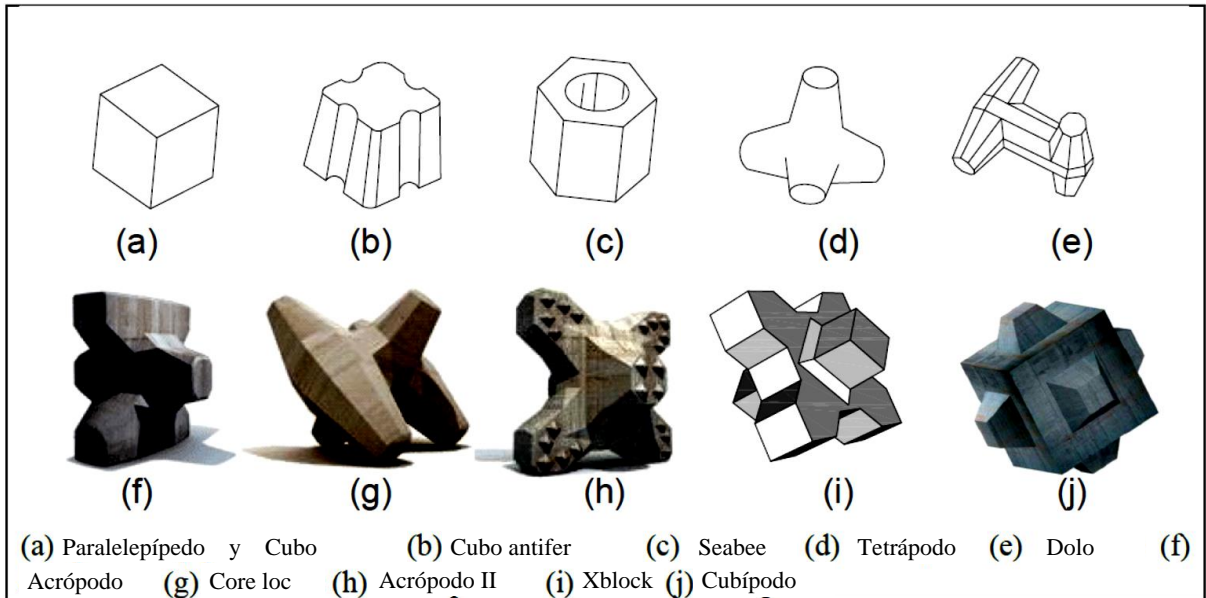 (a) (b) (c) (d) (e)
(f) (g) (h) (i) (j)
(a) Paralelepípedo y Cubo (b) Cubo antifer (c) Seabee (d) Tetrápodo (e) Dolo (f)
Acrópodo (g) Core loc (h) Acrópodo II (i) Xblock (j) Cubípodo